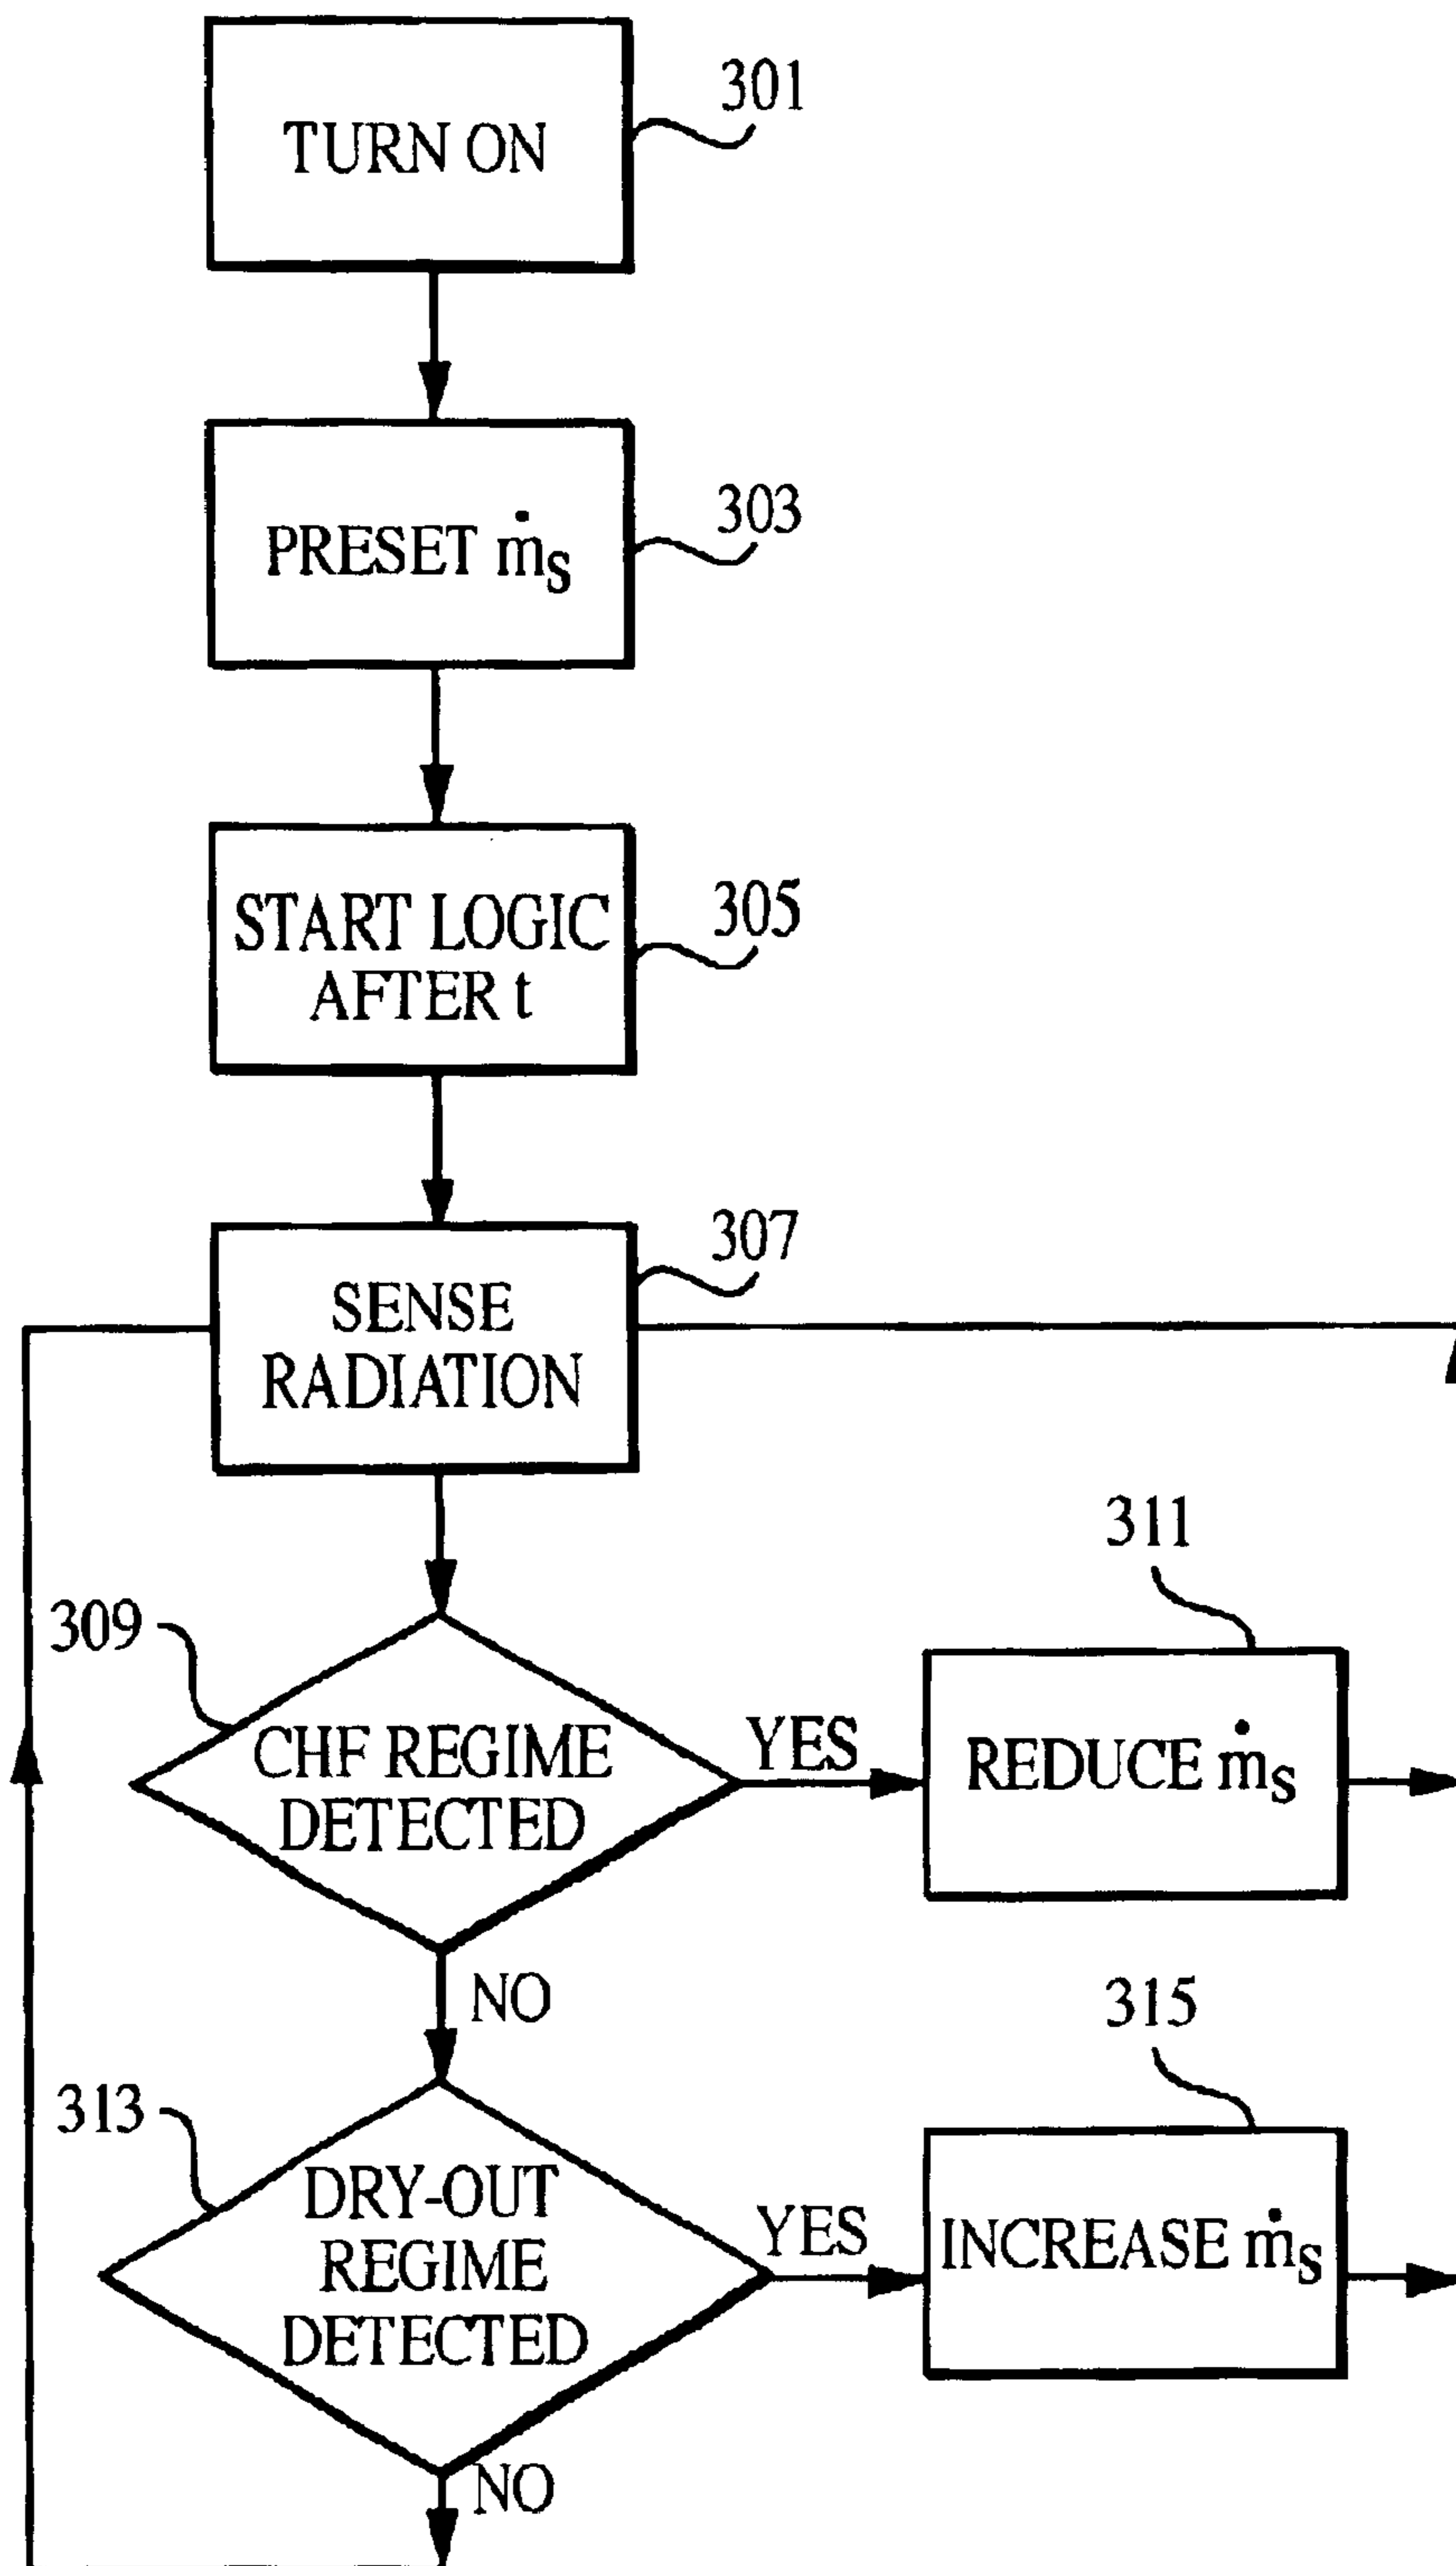 301
TURN ON
303
PRESET ṁs
305
START LOGIC
AFTER t
307
SENSE
RADIATION
311
309
CHF REGIME
DETECTED
YES
REDUCE ṁs
NO
315
313
DRY-OUT
REGIME
DETECTED
YES
INCREASE ṁs
NO